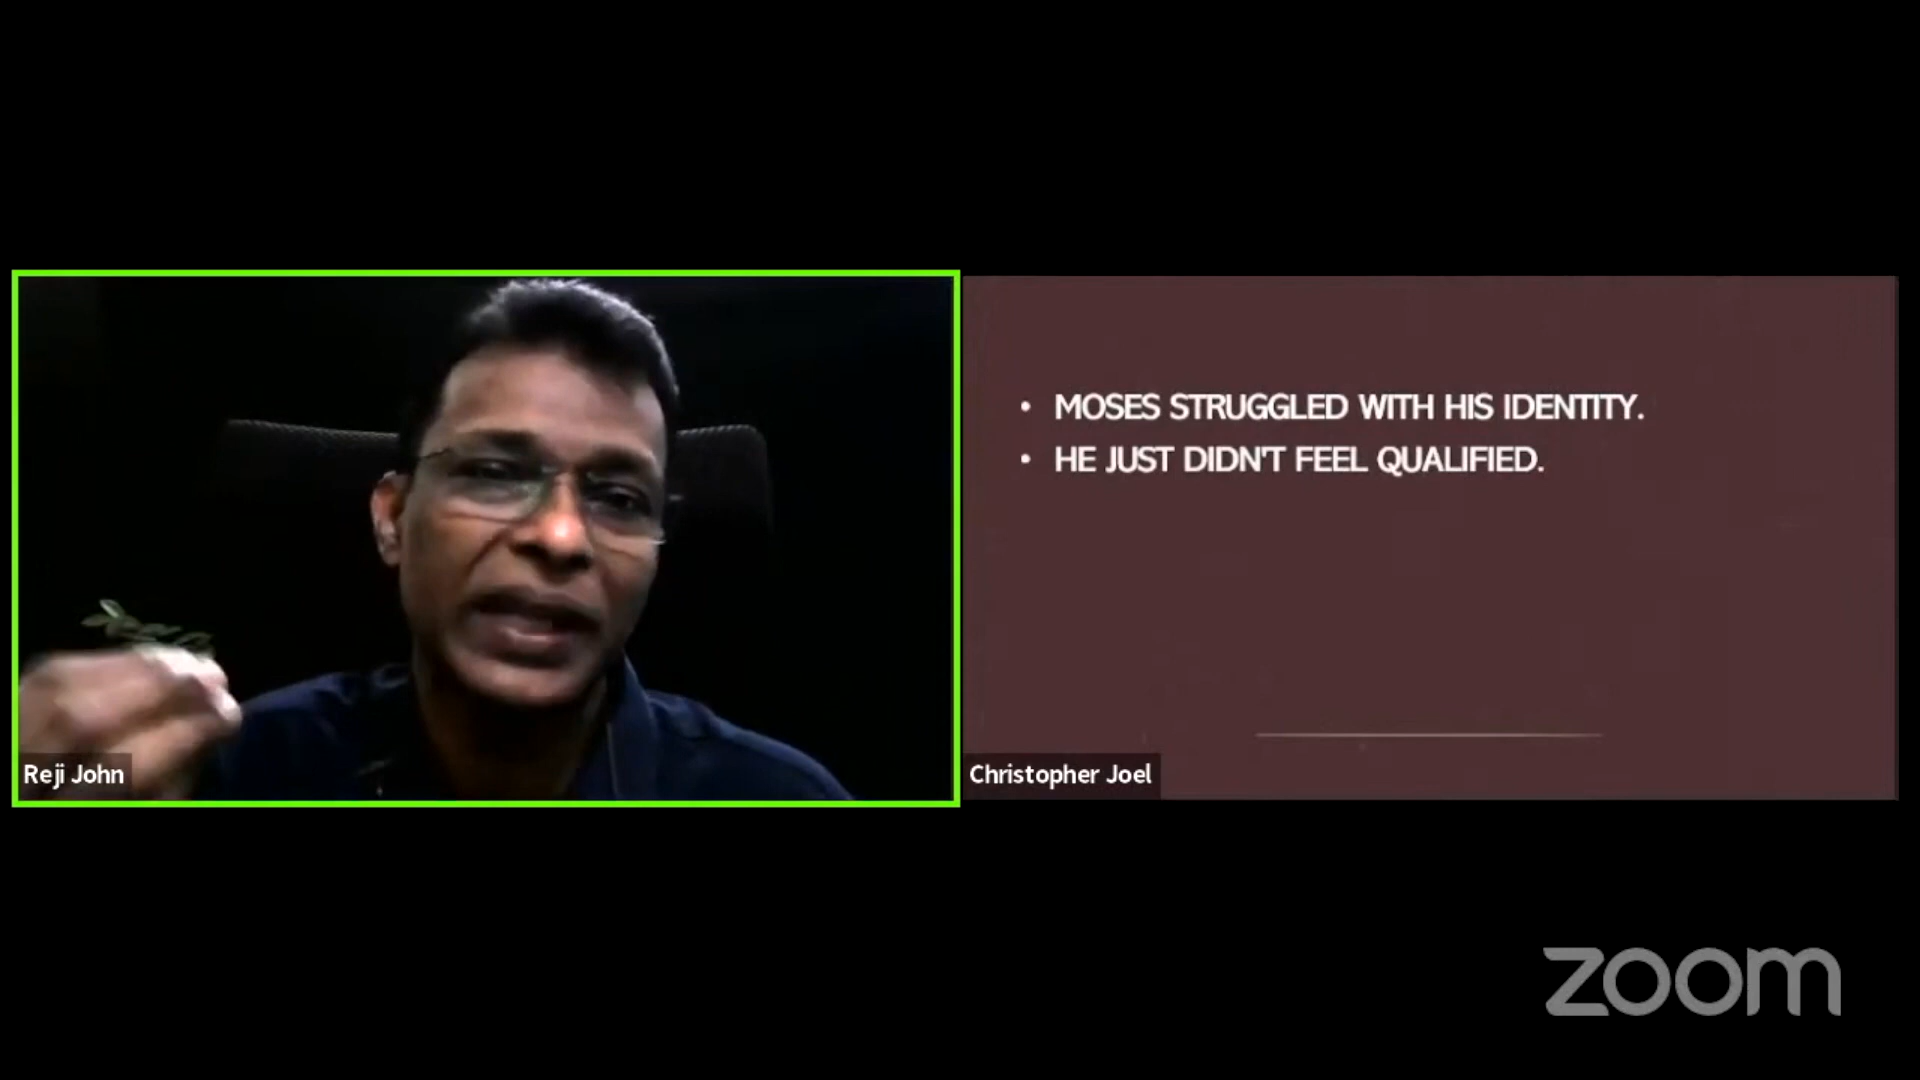 • MOSES STRUGGLED WITH HIS IDENTITY.
• HE JUST DIDN'T FEEL QUALIFIED.
Reji John
Christopher Joel
zoom